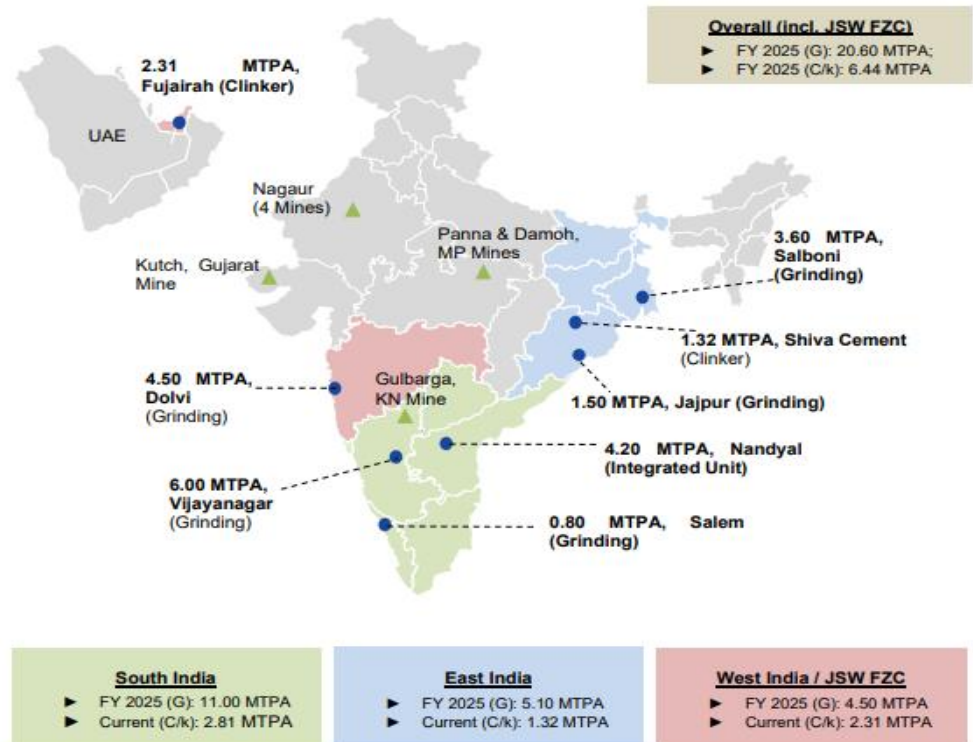 Overall (incl. JSW FZC)
► FY 2025 (G): 20.60 MTPA;
► FY 2025 (C/k): 6.44 MTPA
2.31 MTPA,
Fujairah (Clinker)
UAE
Nagaur
(4 Mines)
Panna & Damoh,
MP Mines
Kutch, Gujarat
Mine
3.60 MTPA,
Salboni
(Grinding)
1.32 MTPA, Shiva Cement
(Clinker)
4.50 MTPA,
Dolvi
(Grinding)
Gulbarga,
KN Mine
1.50 MTPA, Jajpur (Grinding)
4.20 MTPA, Nandyal
(Integrated Unit)
6.00 MTPA,
Vijayanagar
(Grinding)
0.80 MTPA, Salem
(Grinding)
South India
► FY 2025 (G): 11.00 MTPA
► Current (C/k): 2.81 MTPA
East India
► FY 2025 (G): 5.10 MTPA
► Current (C/k): 1.32 MTPA
West India / JSW FZC
► FY 2025 (G): 4.50 MTPA
► Current (C/k): 2.31 MTPA